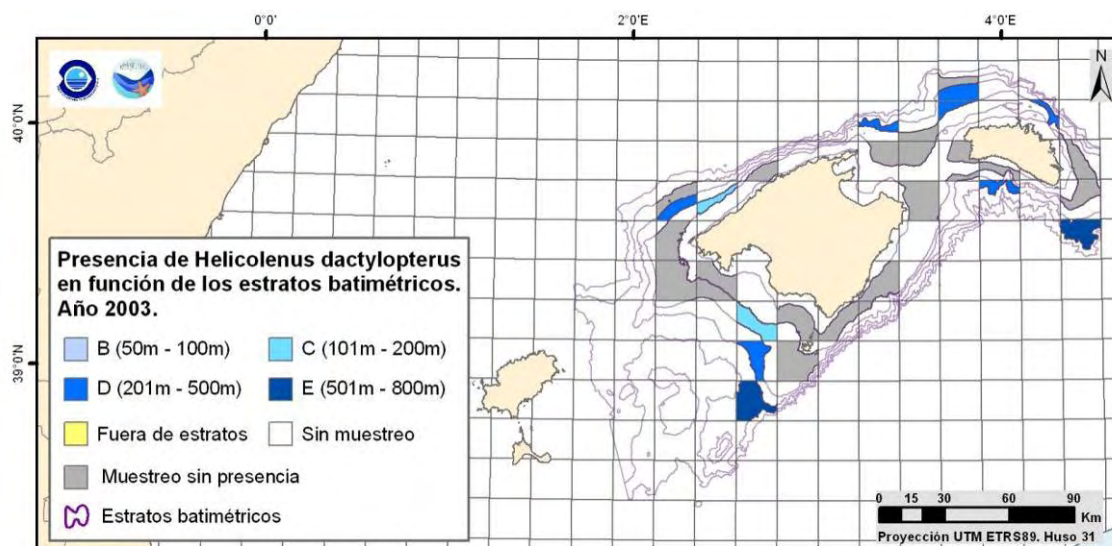 0°0'
2°0'
4°0'
40°0'
39°0'
N
Presencia de Helicolenus dactylopterus
en función de los estratos batimétricos.
Año 2003.
B (50m - 100m)
C (101m - 200m)
D (201m - 500m)
E (501m - 800m)
Fuera de estratos
Sin muestreo
Muestreo sin presencia
Estratos batimétricos
0 15 30 60 90
Km
Proyección UTM ETRS89. Huso 31